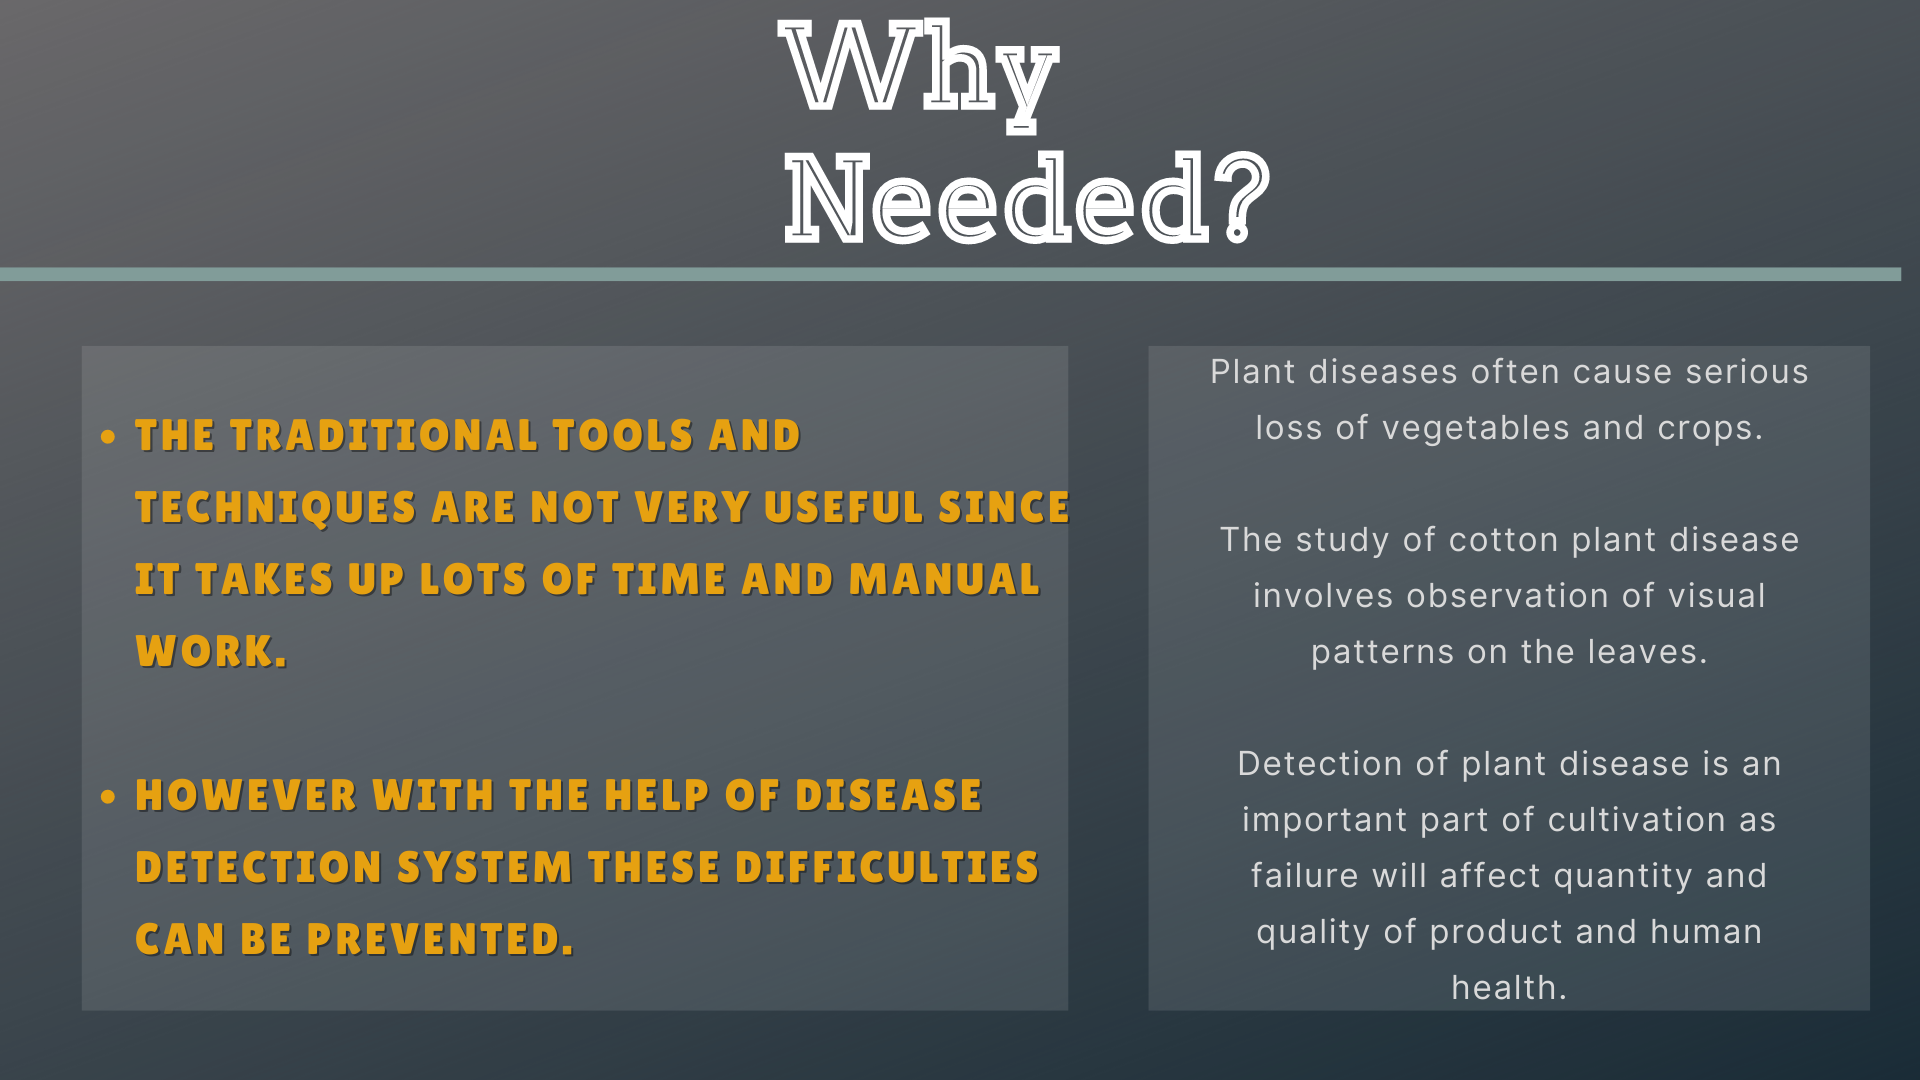 Why
Needed?
• THE TRADITIONAL TOOLS AND
TECHNIQUES ARE NOT VERY USEFUL SINCE
IT TAKES UP LOTS OF TIME AND MANUAL
WORK.
• HOWEVER WITH THE HELP OF DISEASE
DETECTION SYSTEM THESE DIFFICULTIES
CAN BE PREVENTED.
Plant diseases often cause serious
loss of vegetables and crops.
The study of cotton plant disease
involves observation of visual
patterns on the leaves.
Detection of plant disease is an
important part of cultivation as
failure will affect quantity and
quality of product and human
health.